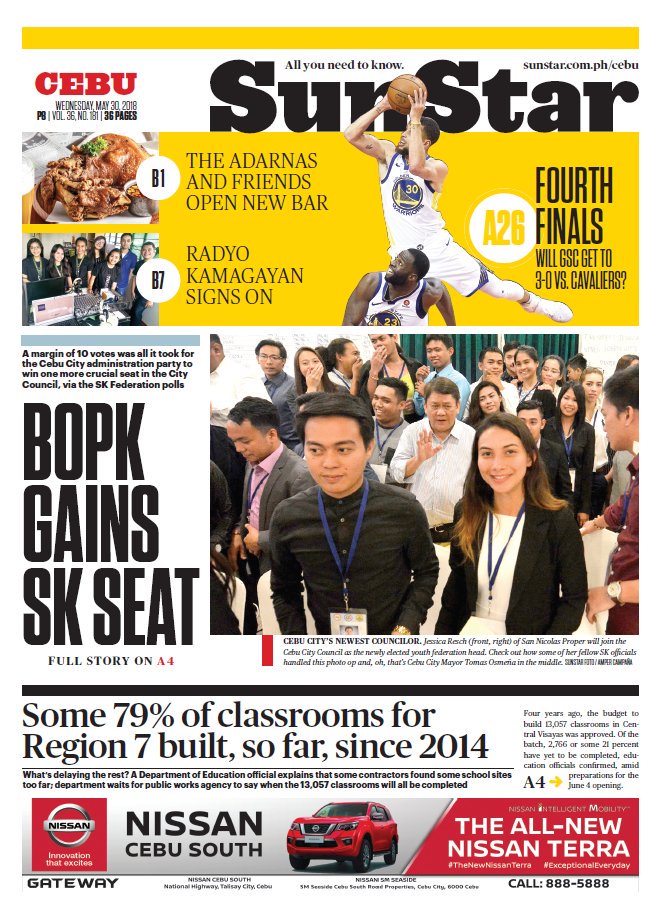 All you need to know.
sunstar.com.ph/cebu
CEBU
WEDNESDAY, MAY 30, 2018
P8 | VOL. 36, NO. 181 | 36 PAGES
SunStar
B1
THE ADARNAS
AND FRIENDS
OPEN NEW BAR
B7
RADYO
KAMAGAYAN
SIGNS ON
30
WARRIORS
23
A26
FOURTH
FINALS
WILL GSC GET TO
3-0 VS. CAVALIERS?
A margin of 10 votes was all it took for
the Cebu City administration party to
win one more crucial seat in the City
Council, via the SK Federation polls
BOPK
GAINS
SK SEAT
FULL STORY ON A4
CEBU CITY'S NEWEST COUNCILOR. Jessica Resch (front, right) of San Nicolas Proper will join the
Cebu City Council as the newly elected youth federation head. Check out how some of her fellow SK officials
handled this photo op and, oh, that's Cebu City Mayor Tomas Osmeña in the middle. SUNSTAR FOTO / AMPER CAMPAÑA
Some 79% of classrooms for
Region 7 built, so far, since 2014
What's delaying the rest? A Department of Education official explains that some contractors found some school sites
too far; department waits for public works agency to say when the 13,057 classrooms will all be completed
Four years ago, the budget to
build 13,057 classrooms in Cen-
tral Visayas was approved. Of the
batch, 2,766 or some 21 percent
have yet to be completed, edu-
cation officials confirmed, amid
preparations for the
June 4 opening.
A4
NISSAN
Innovation
that excites
NISSAN
CEBU SOUTH
NISSAN INTELLIGENT MOBILITY
THE ALL-NEW
NISSAN TERRA
#TheNewNissanTerra #ExceptionalEveryday
GATEWAY
NISSAN CEBU SOUTH
National Highway, Talisay City, Cebu
NISSAN SM SEASIDE
SM Seaside Cebu South Road Properties, Cebu City, 6000 Cebu
CALL: 888-5888